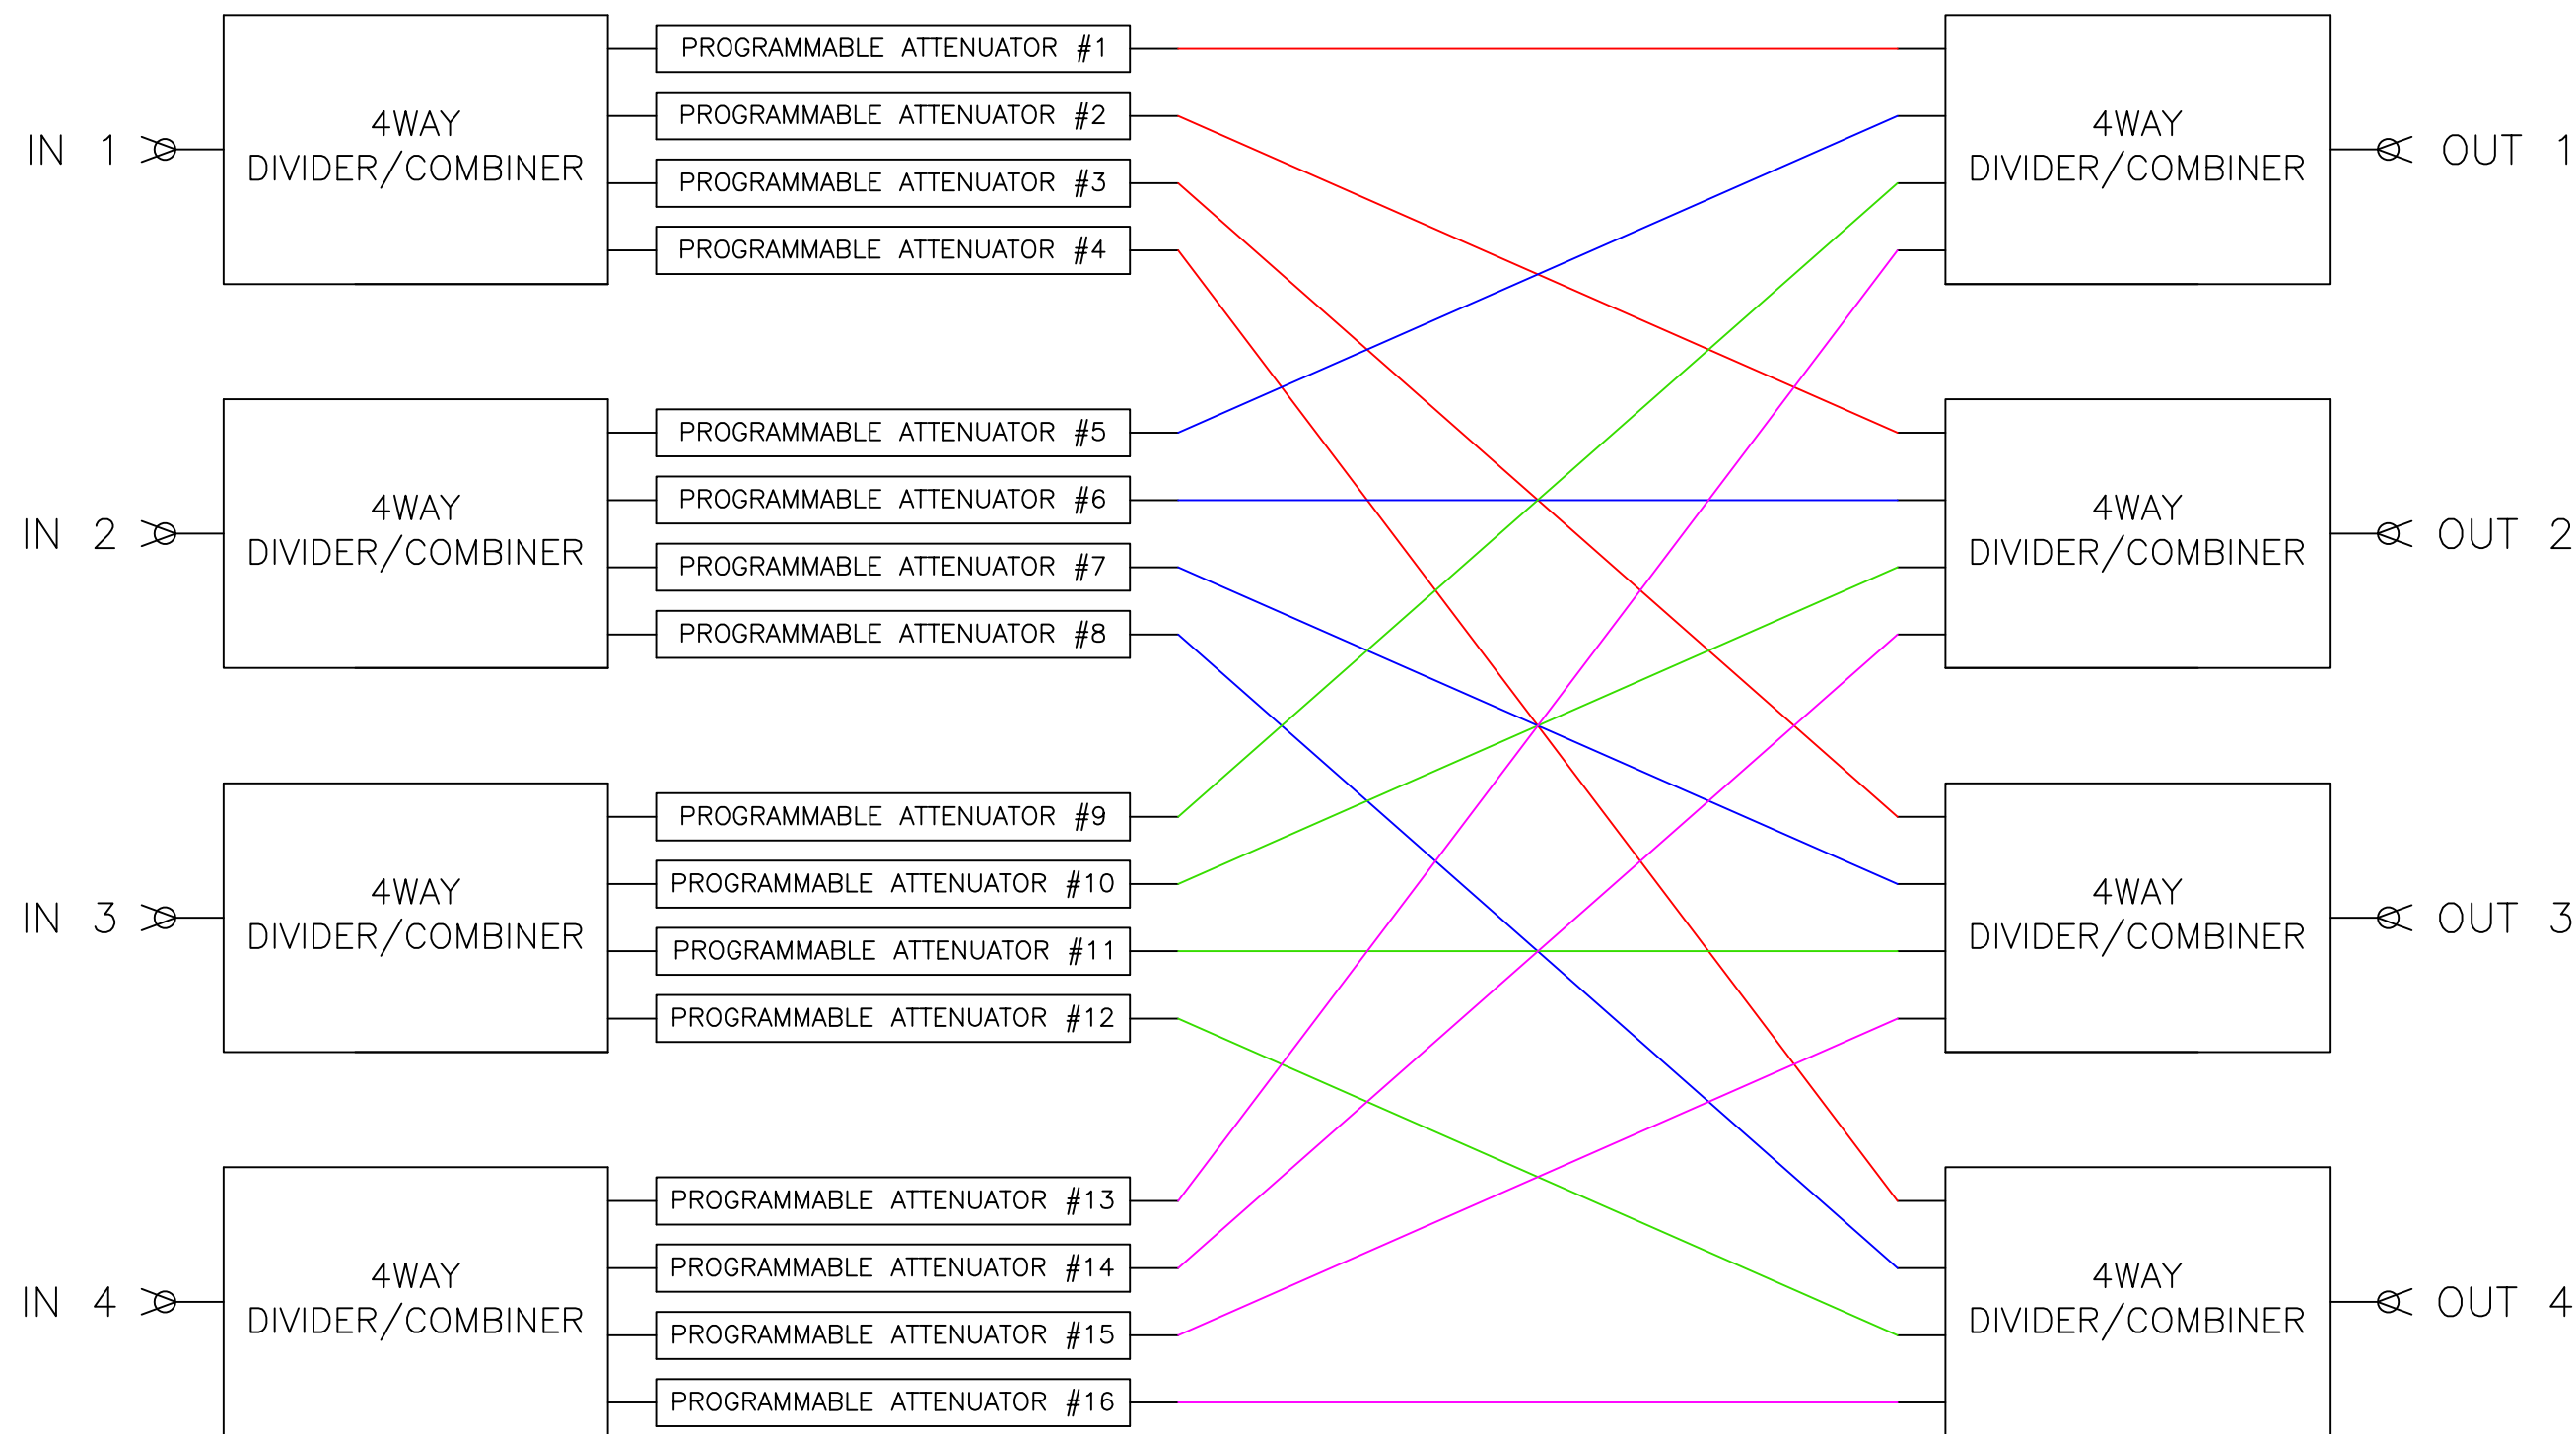 IN 1
4WAY
DIVIDER/COMBINER
PROGRAMMABLE ATTENUATOR #1
PROGRAMMABLE ATTENUATOR #2
PROGRAMMABLE ATTENUATOR #3
PROGRAMMABLE ATTENUATOR #4
4WAY
DIVIDER/COMBINER
OUT 1
IN 2
4WAY
DIVIDER/COMBINER
PROGRAMMABLE ATTENUATOR #5
PROGRAMMABLE ATTENUATOR #6
PROGRAMMABLE ATTENUATOR #7
PROGRAMMABLE ATTENUATOR #8
4WAY
DIVIDER/COMBINER
OUT 2
IN 3
4WAY
DIVIDER/COMBINER
PROGRAMMABLE ATTENUATOR #9
PROGRAMMABLE ATTENUATOR #10
PROGRAMMABLE ATTENUATOR #11
PROGRAMMABLE ATTENUATOR #12
4WAY
DIVIDER/COMBINER
OUT 3
IN 4
4WAY
DIVIDER/COMBINER
PROGRAMMABLE ATTENUATOR #13
PROGRAMMABLE ATTENUATOR #14
PROGRAMMABLE ATTENUATOR #15
PROGRAMMABLE ATTENUATOR #16
4WAY
DIVIDER/COMBINER
OUT 4